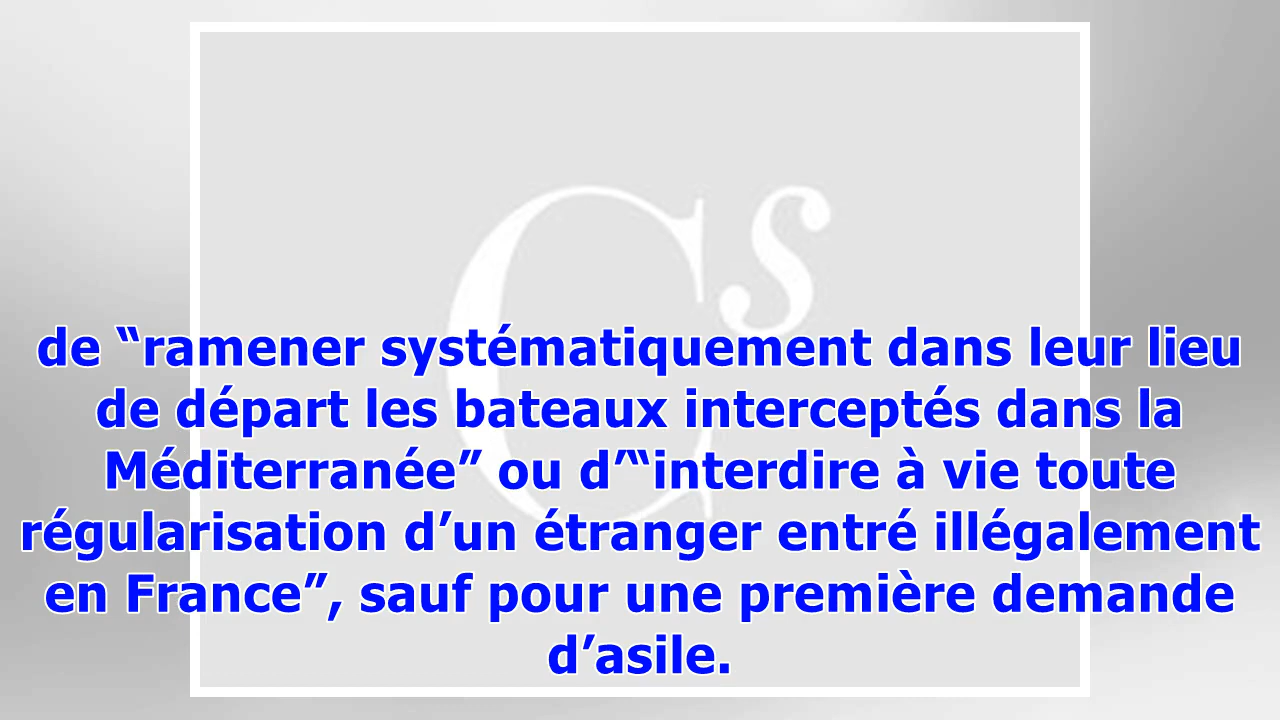 Cs
de “ramener systématiquement dans leur lieu
de départ les bateaux interceptés dans la
Méditerranée” ou d’“interdire à vie toute
régularisation d’un étranger entré illégalement
en France”, sauf pour une première demande
d’asile.